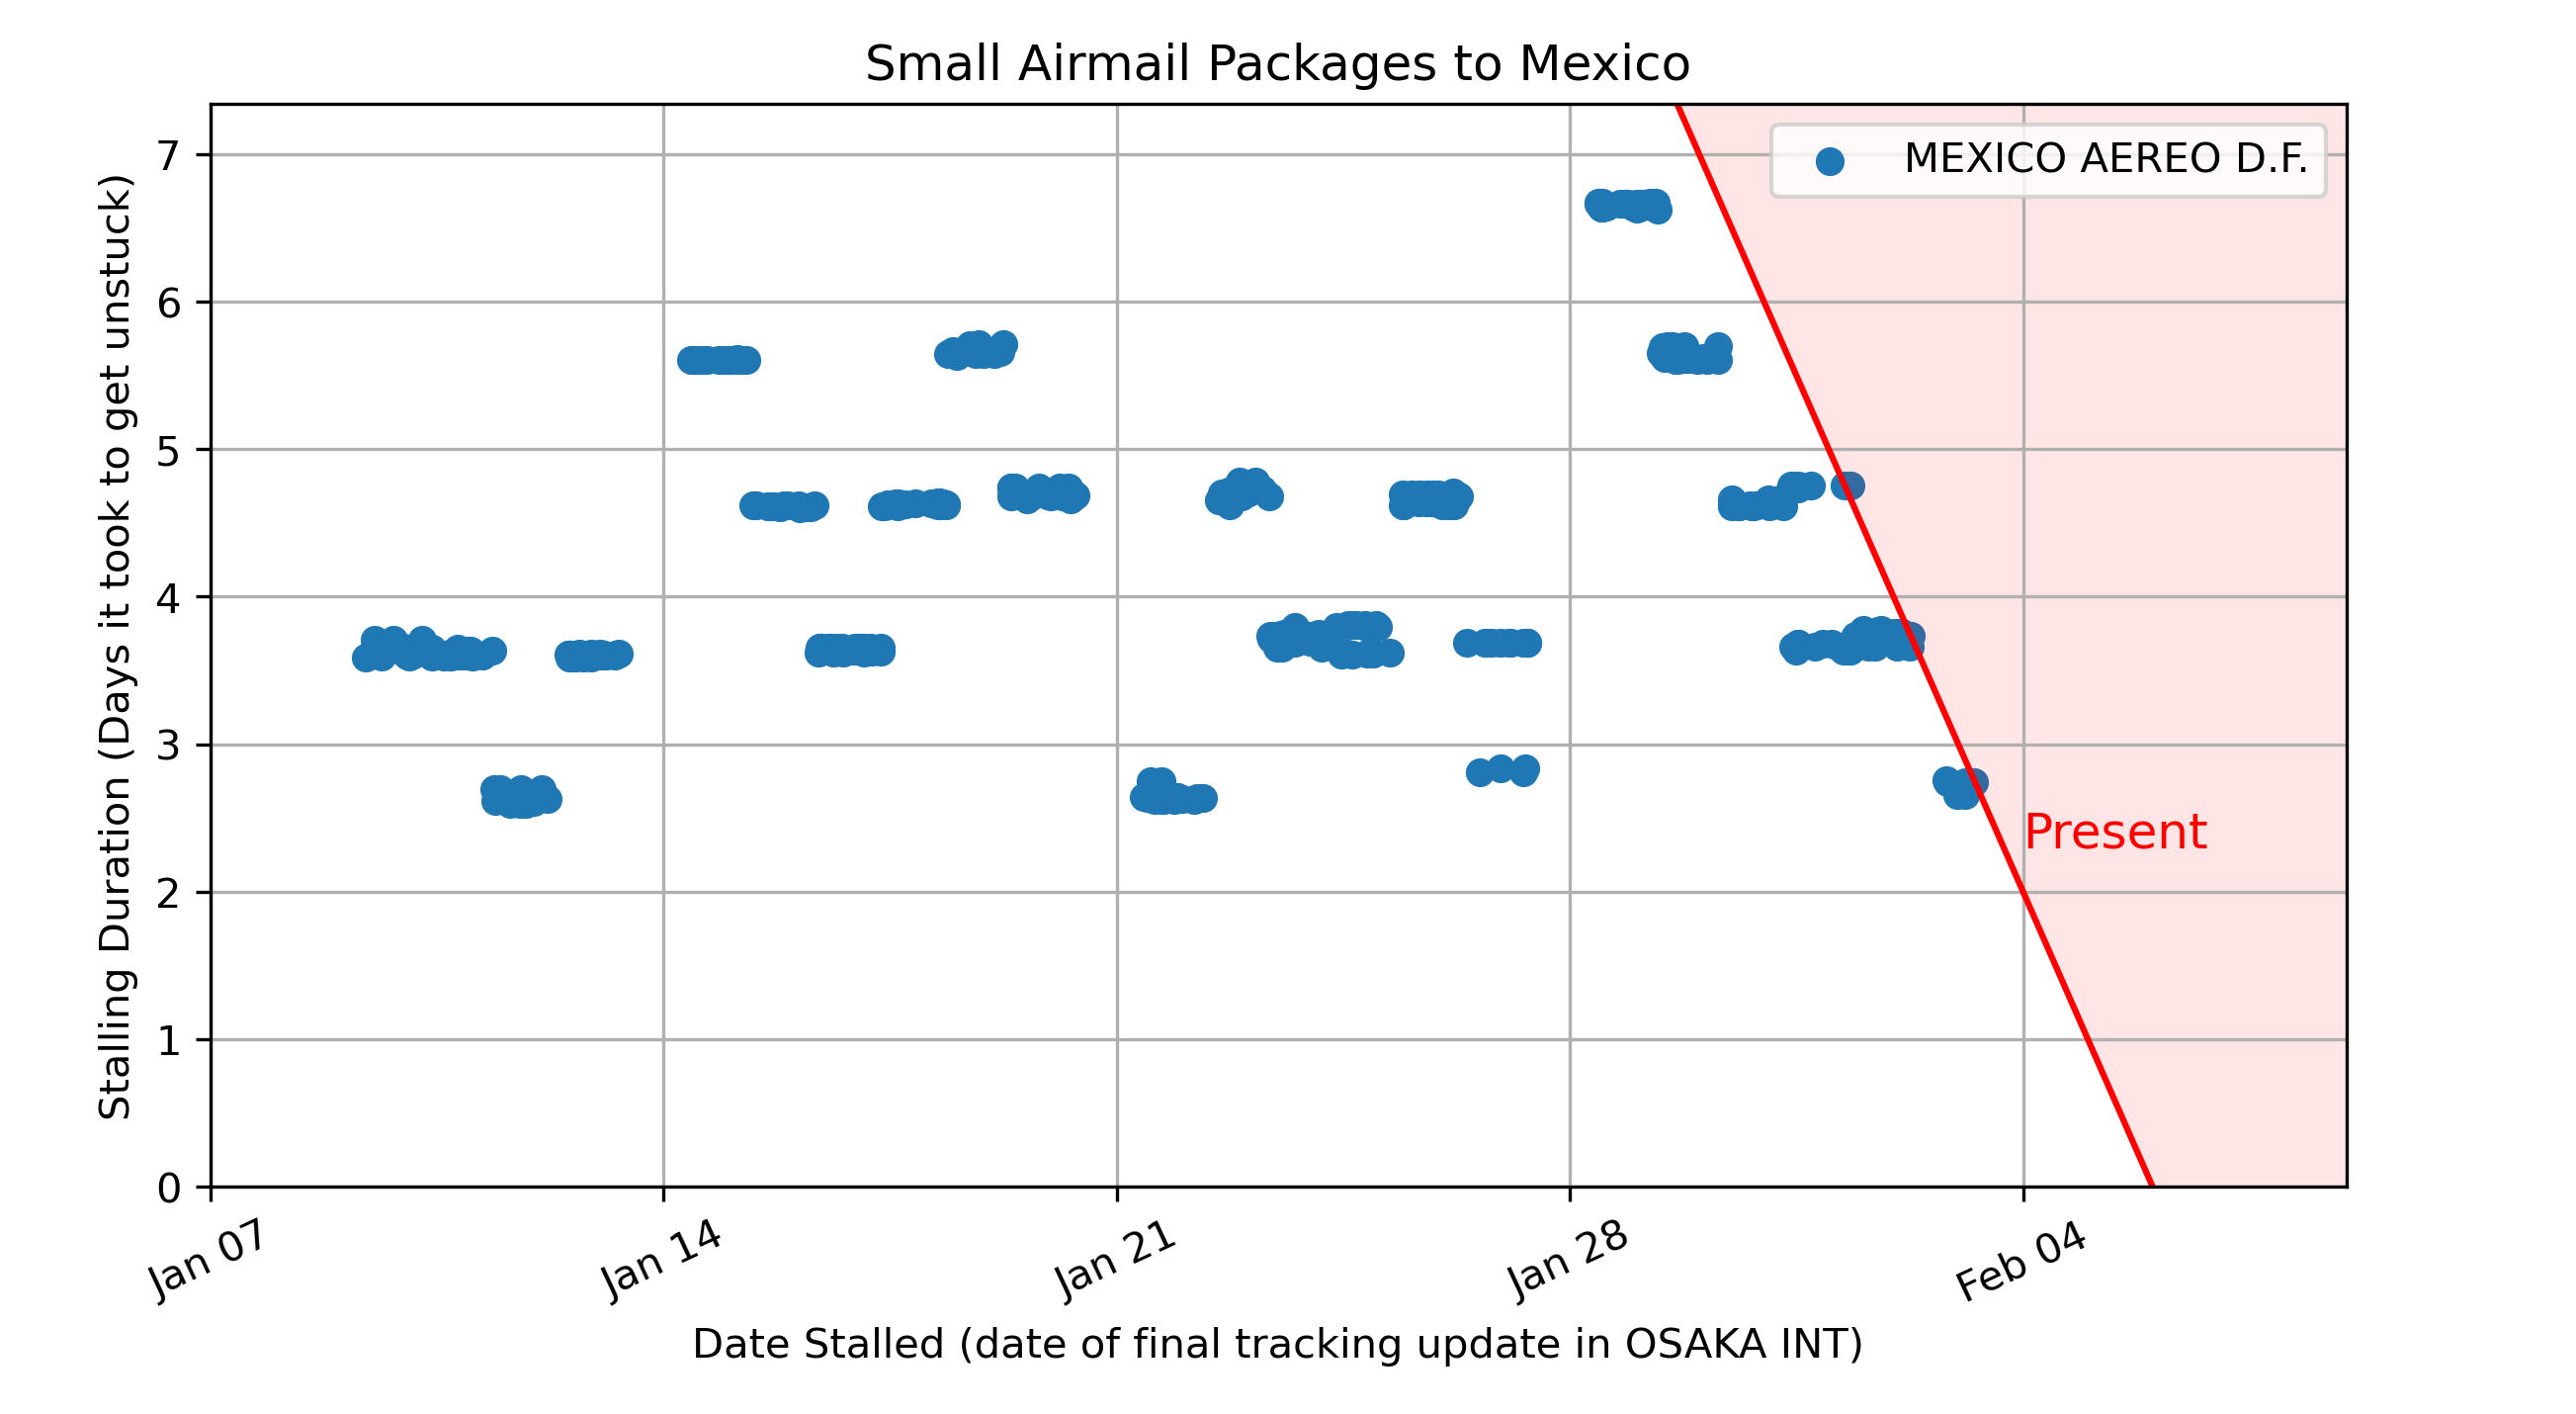 Small Airmail Packages to Mexico
MEXICO AEREO D.F.
Stalling Duration (Days it took to get unstuck)
7
6
5
4
3
2
1
0
Present
Jan 07
Jan 14
Jan 21
Jan 28
Feb 04
Date Stalled (date of final tracking update in OSAKA INT)